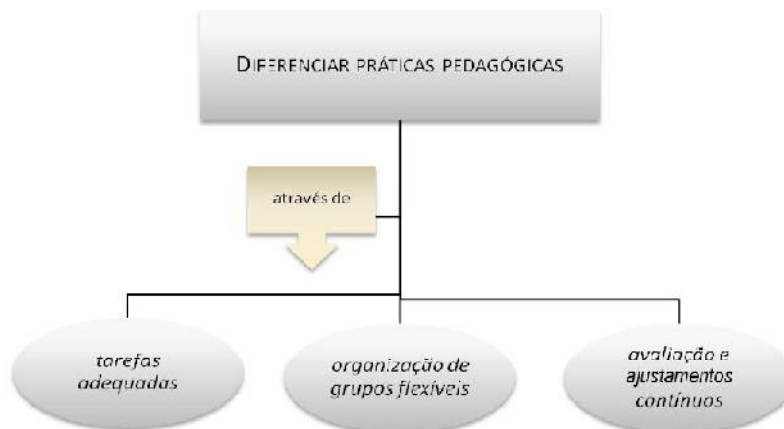 DIFERENCIAR PRÁTICAS PEDAGÓGICAS
através de
tarefas
adequadas
organização de
grupos flexíveis
avaliação e
ajustamentos
contínuos